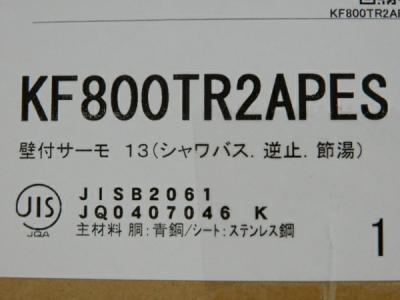 KF800TR2AP
KF800TR2APES
壁付サーモ 13(シャワバス.逆止.節湯)
JIS
JQA
JISB2061
JQ0407046 K
主材料 胴:青銅/シート:ステンレス鋼
1